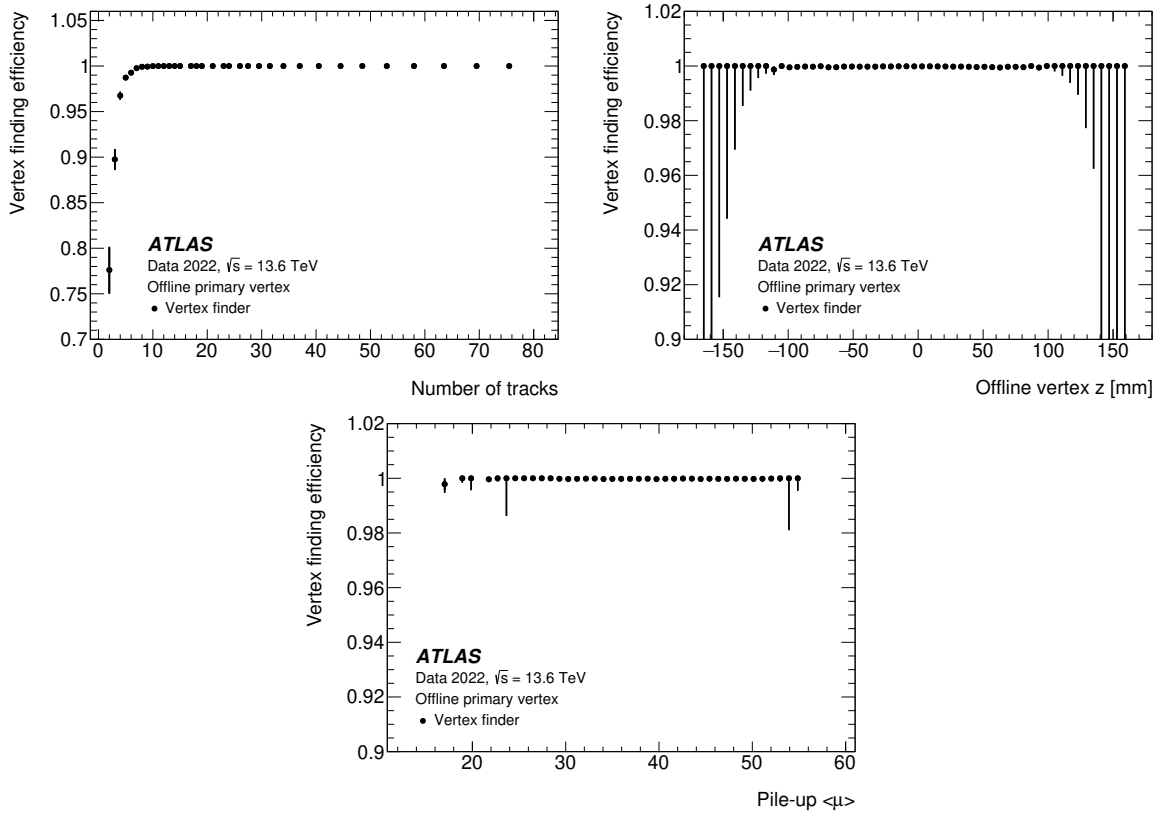 Vertex finding efficiency
1.05
1
0.95
0.9
0.85
0.8
0.75
0.7
ATLAS
Data 2022, √s = 13.6 TeV
Offline primary vertex
Vertex finder
0 10 20 30 40 50 60 70 80
Number of tracks
Vertex finding efficiency
1.02
1
0.98
0.96
0.94
0.92
0.9
ATLAS
Data 2022, √s = 13.6 TeV
Offline primary vertex
Vertex finder
−150 −100 −50 0 50 100 150
Offline vertex z [mm]
Vertex finding efficiency
1.02
1
0.98
0.96
0.94
0.92
0.9
ATLAS
Data 2022, √s = 13.6 TeV
Offline primary vertex
Vertex finder
20 30 40 50 60
Pile-up <μ>